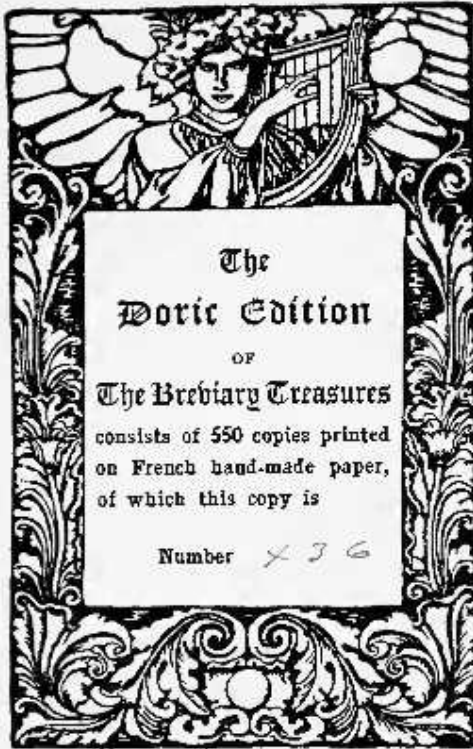 The
Doric Edition
OF
The Breviary Treasures
consists of 550 copies printed
on French hand-made paper,
of which this copy is
Number 36